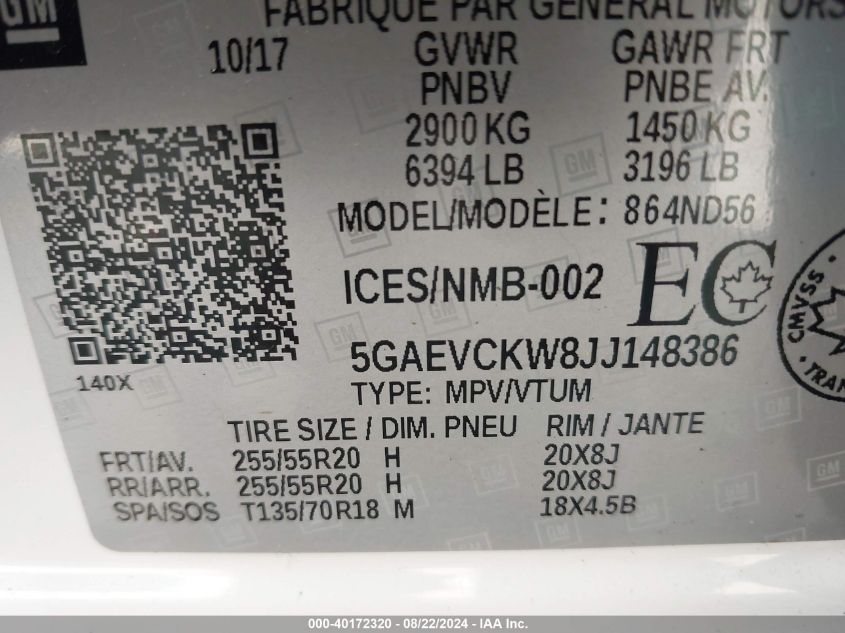 GM
FABRIQUÉ PAR GENERAL MOTORS
10/17 GVWR GAWR FRT
PNBV PNBE AV.
2900 KG 1450 KG
6394 LB 3196 LB
MODEL/MODÈLE: 864ND56
ICES/NMB-002 EC
CMVSS
5GAEVCKW8JJ148386
140X TYPE: MPV/VTUM
TIRE SIZE / DIM. PNEU RIM / JANTE
FRT/AV. 255/55R20 H 20X8J
RR/ARR. 255/55R20 H 20X8J
SPA/SOS T135/70R18 M 18X4.5B
000-40172320 - 08/22/2024 - IAA Inc.